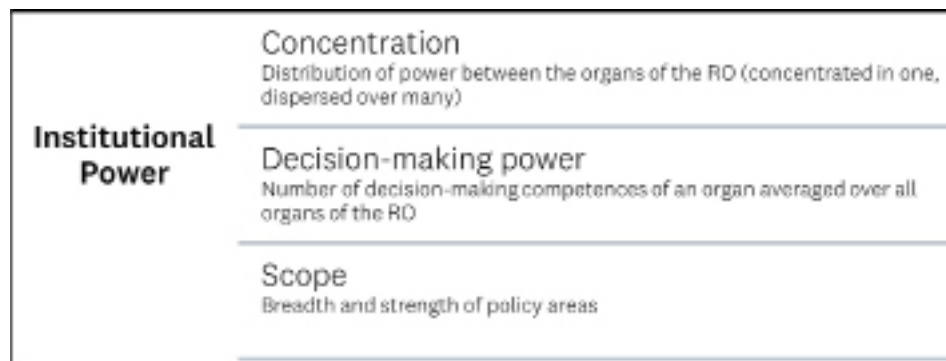 Institutional
Power
Concentration
Distribution of power between the organs of the RO (concentrated in one,
dispersed over many)
Decision-making power
Number of decision-making competences of an organ averaged over all
organs of the RO
Scope
Breadth and strength of policy areas